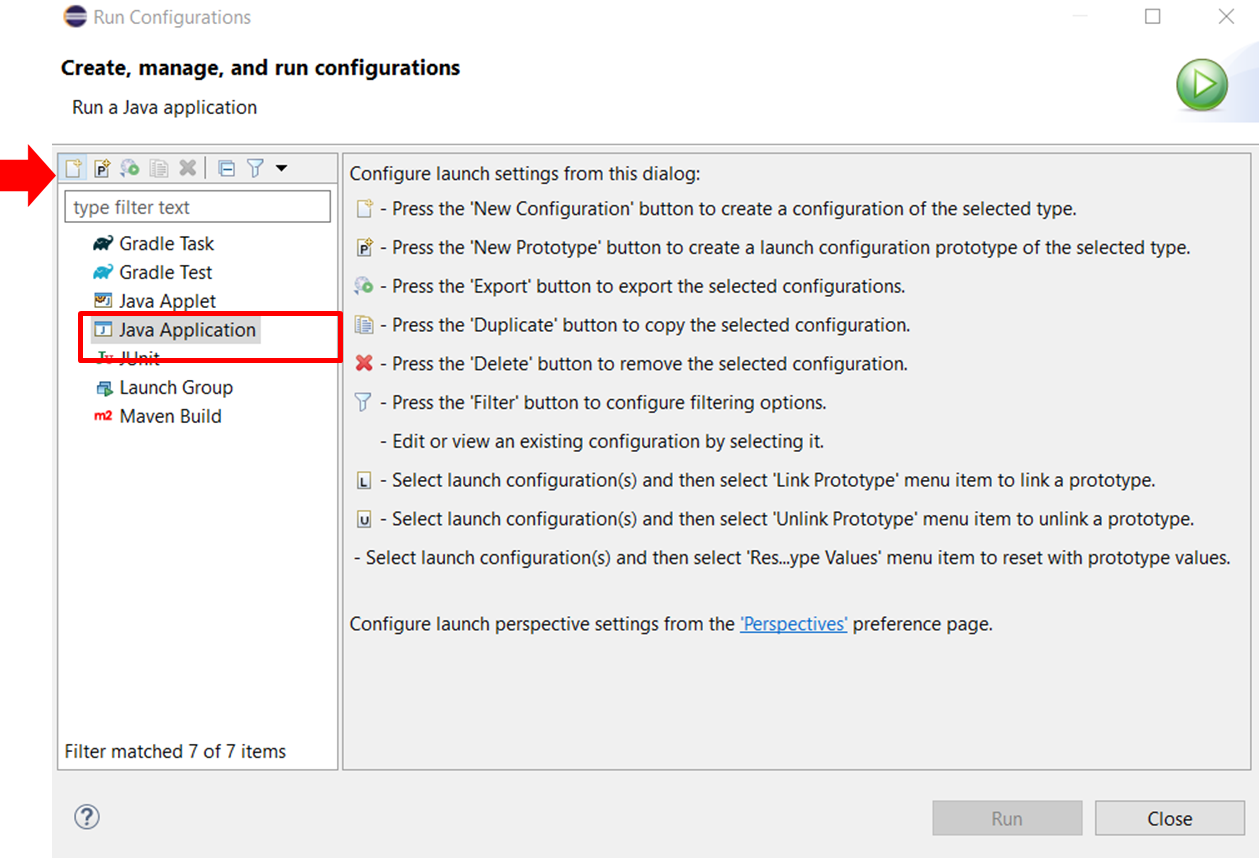 Run Configurations
Create, manage, and run configurations
Run a Java application
type filter text
Gradle Task
Gradle Test
Java Applet
Java Application
JUnit
Launch Group
m2 Maven Build
Filter matched 7 of 7 items
Configure launch settings from this dialog:
- Press the 'New Configuration' button to create a configuration of the selected type.
P - Press the 'New Prototype' button to create a launch configuration prototype of the selected type.
- Press the 'Export' button to export the selected configurations.
- Press the 'Duplicate' button to copy the selected configuration.
- Press the 'Delete' button to remove the selected configuration.
- Press the 'Filter' button to configure filtering options.
- Edit or view an existing configuration by selecting it.
L - Select launch configuration(s) and then select 'Link Prototype' menu item to link a prototype.
U - Select launch configuration(s) and then select 'Unlink Prototype' menu item to unlink a prototype.
- Select launch configuration(s) and then select 'Res...ype Values' menu item to reset with prototype values.
Configure launch perspective settings from the 'Perspectives' preference page.
?
Run
Close